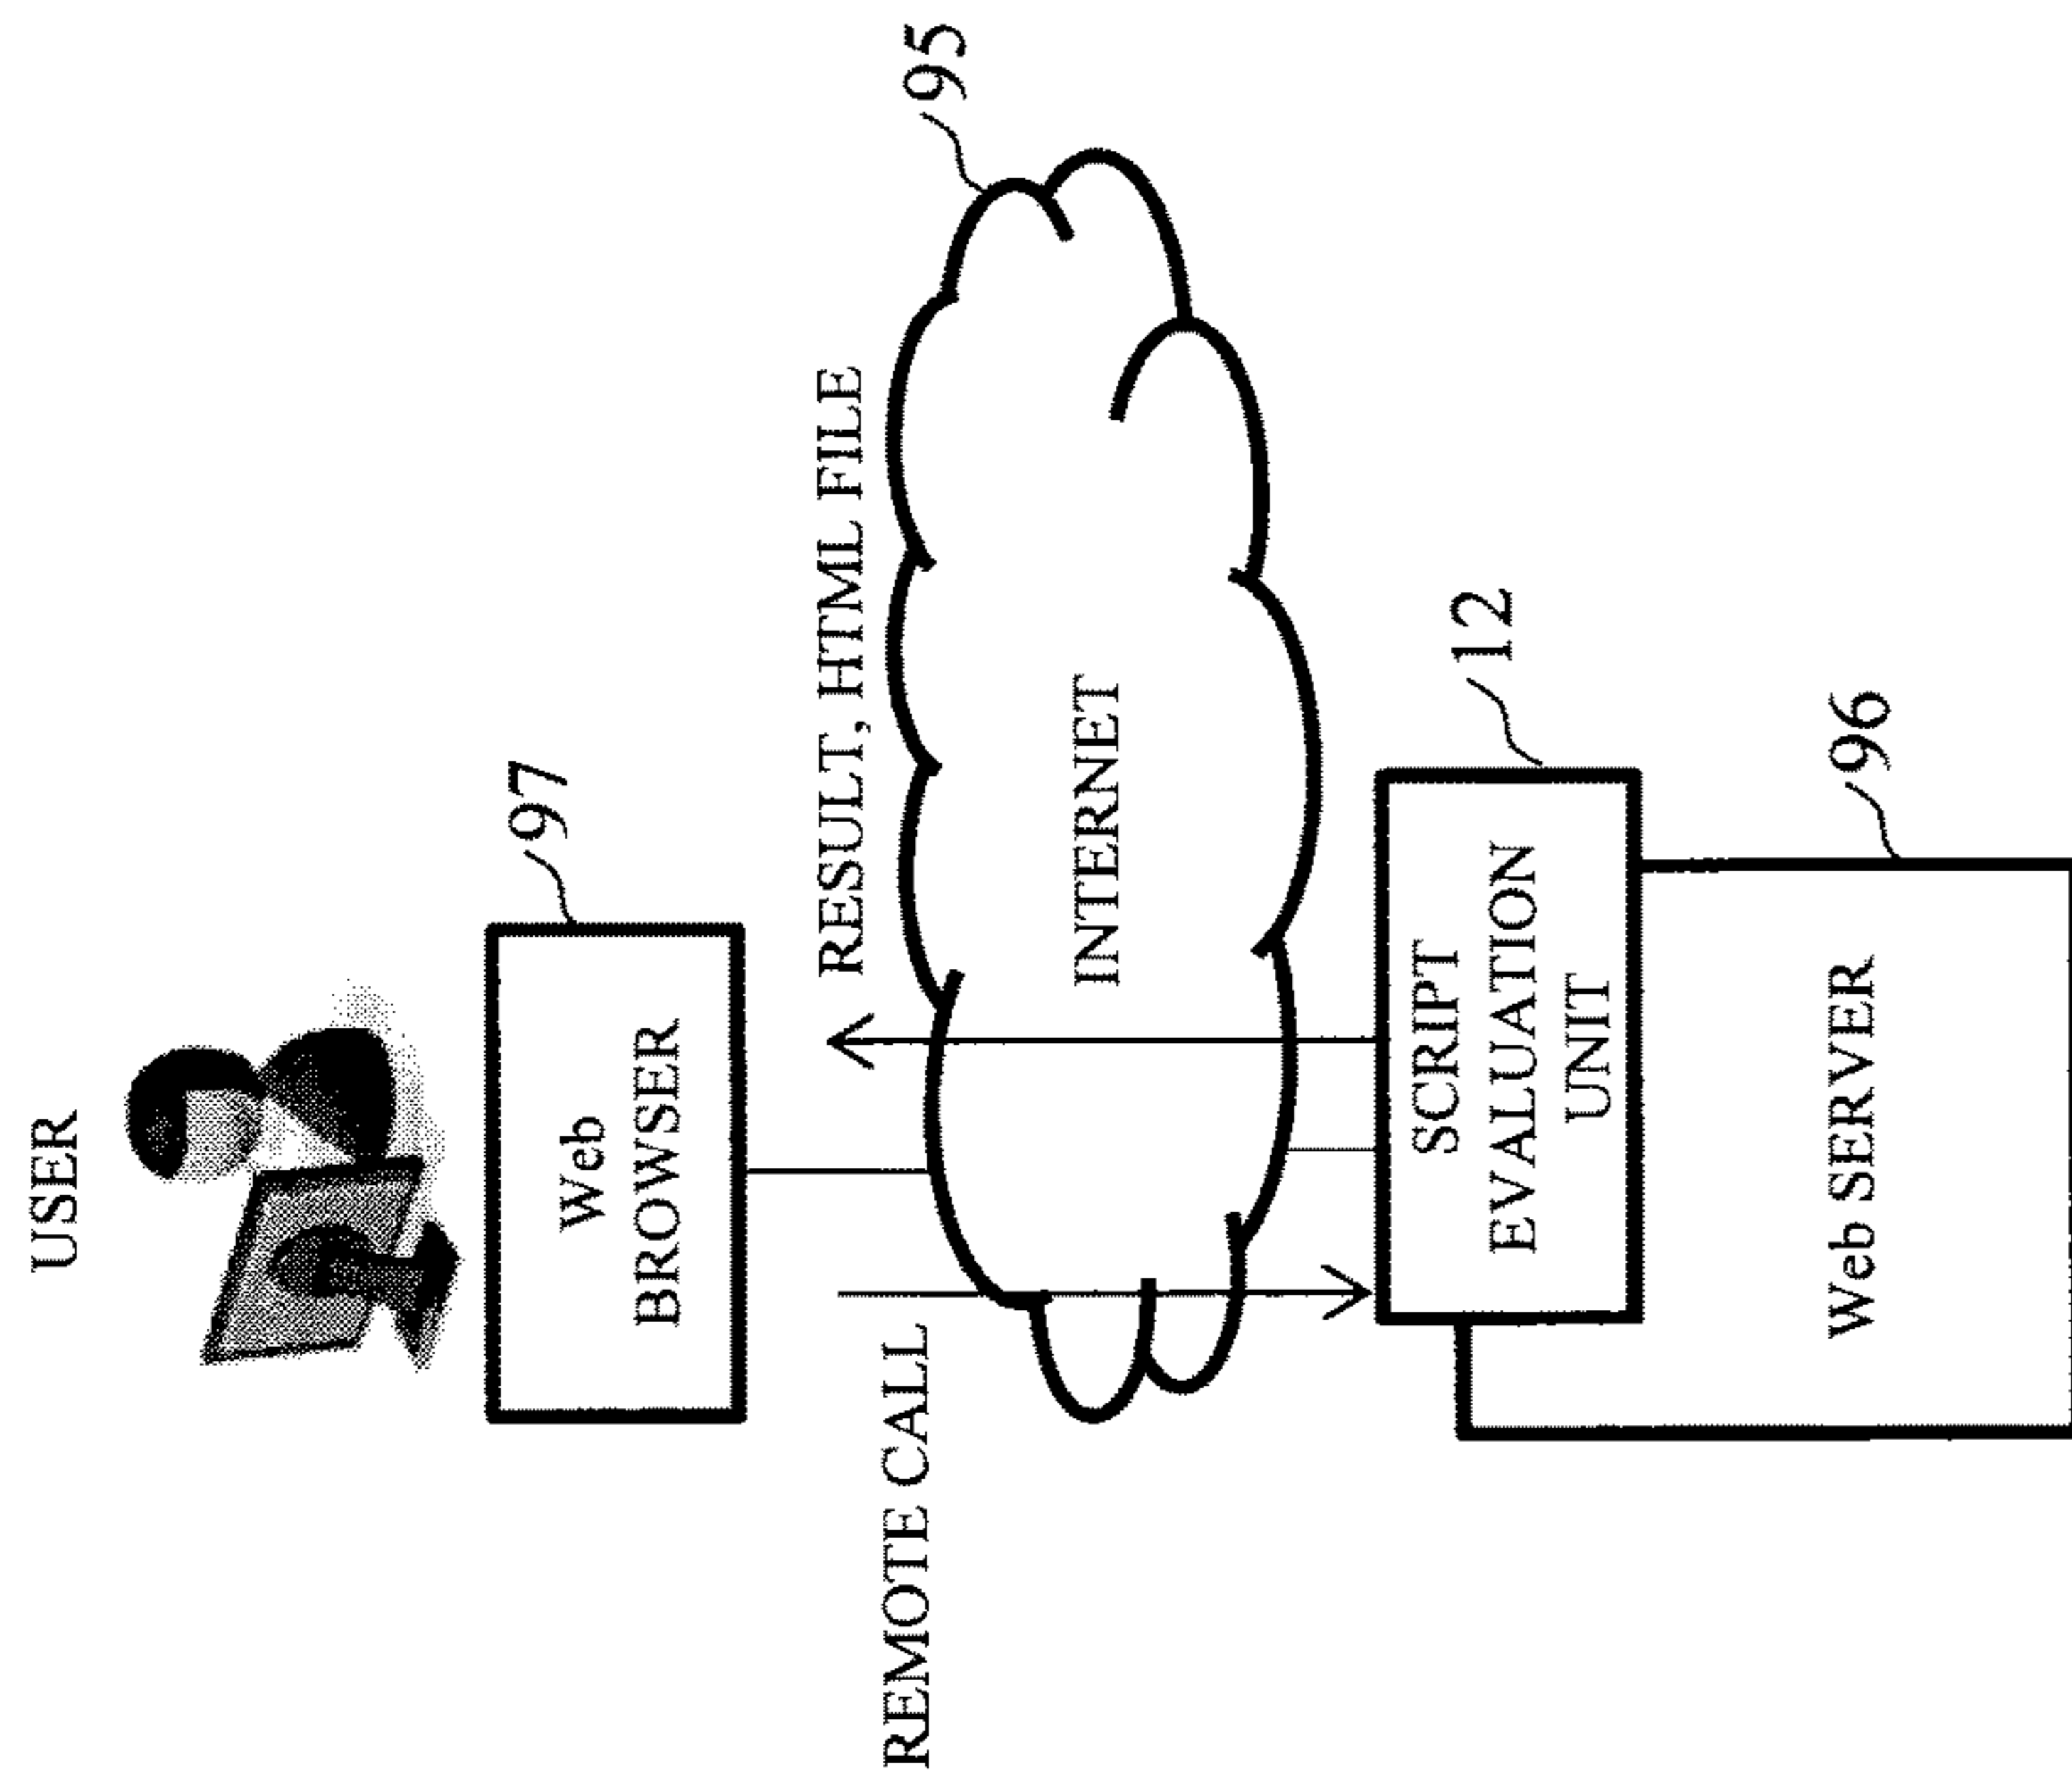 USER
97
Web
BROWSER
RESULT, HTML FILE
REMOTE CALL
95
INTERNET
12
SCRIPT
EVALUATION
UNIT
96
Web SERVER